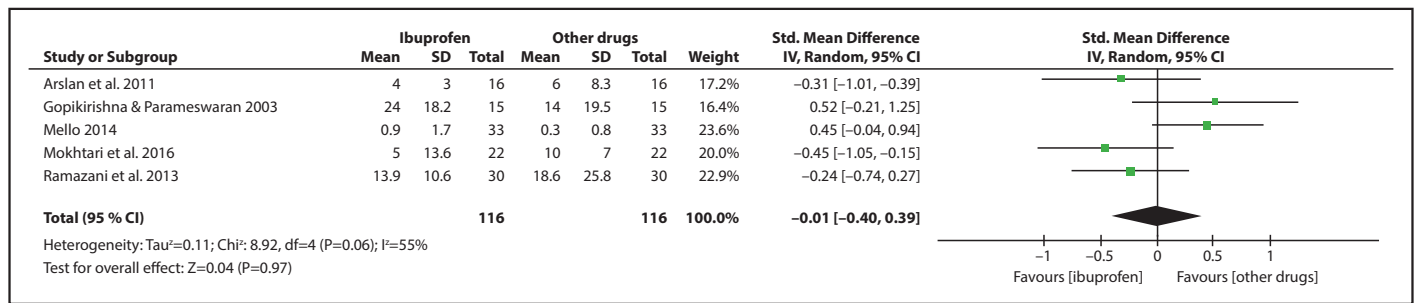 Ibuprofen Other drugs Std. Mean Difference Std. Mean Difference
Study or Subgroup Mean SD Total Mean SD Total Weight IV, Random, 95% CI IV, Random, 95% CI
Arslan et al. 2011 4 3 16 6 8.3 16 17.2% −0.31 [−1.01, −0.39]
Gopikirishna & Parameswaran 2003 24 18.2 15 14 19.5 15 16.4% 0.52 [−0.21, 1.25]
Mello 2014 0.9 1.7 33 0.3 0.8 33 23.6% 0.45 [−0.04, 0.94]
Mokhtari et al. 2016 5 13.6 22 10 7 22 20.0% −0.45 [−1.05, −0.15]
Ramazani et al. 2013 13.9 10.6 30 18.6 25.8 30 22.9% −0.24 [−0.74, 0.27]
Total (95 % CI) 116 116 100.0% −0.01 [−0.40, 0.39]
Heterogeneity: Tauᶻ=0.11; Chiᶻ: 8.92, df=4 (P=0.06); Iᶻ=55%
Test for overall effect: Z=0.04 (P=0.97)
−1 −0.5 0 0.5 1
Favours [ibuprofen] Favours [other drugs]